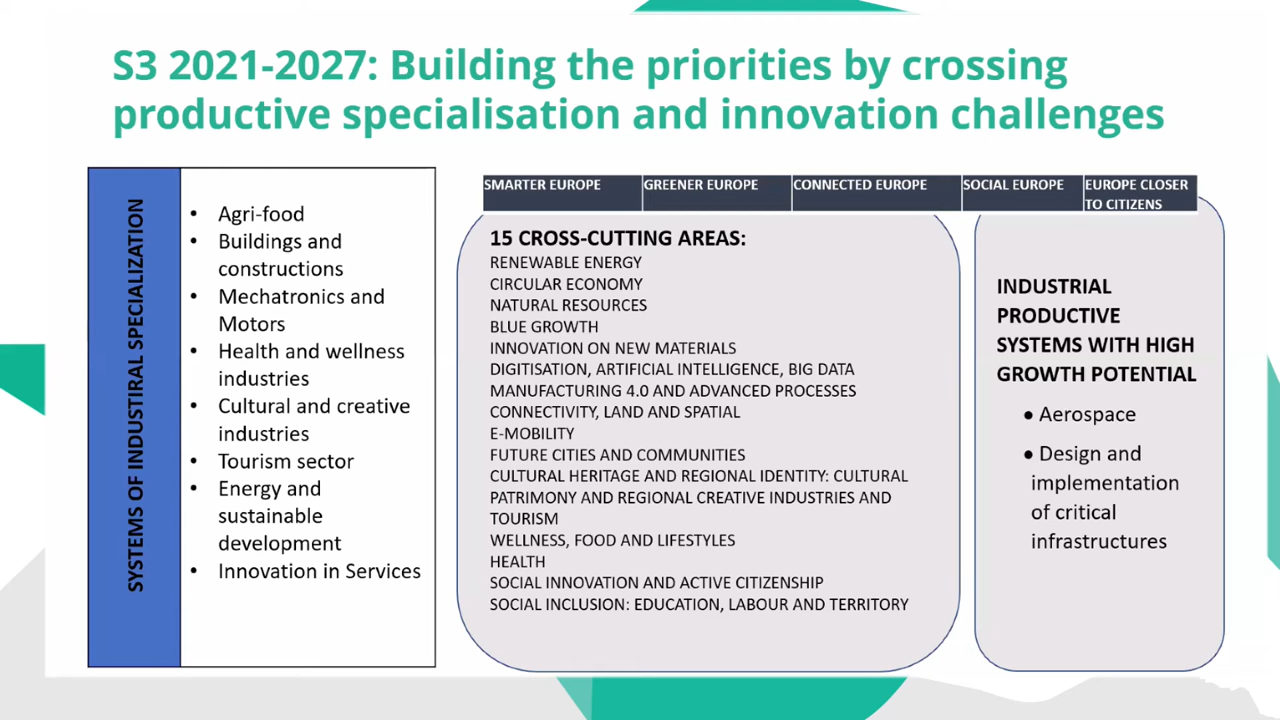 S3 2021-2027: Building the priorities by crossing
productive specialisation and innovation challenges
SYSTEMS OF INDUSTIRAL SPECIALIZATION
• Agri-food
• Buildings and
constructions
• Mechatronics and
Motors
• Health and wellness
industries
• Cultural and creative
industries
• Tourism sector
• Energy and
sustainable
development
• Innovation in Services
SMARTER EUROPE
GREENER EUROPE
CONNECTED EUROPE
SOCIAL EUROPE
EUROPE CLOSER
TO CITIZENS
15 CROSS-CUTTING AREAS:
RENEWABLE ENERGY
CIRCULAR ECONOMY
NATURAL RESOURCES
BLUE GROWTH
INNOVATION ON NEW MATERIALS
DIGITISATION, ARTIFICIAL INTELLIGENCE, BIG DATA
MANUFACTURING 4.0 AND ADVANCED PROCESSES
CONNECTIVITY, LAND AND SPATIAL
E-MOBILITY
FUTURE CITIES AND COMMUNITIES
CULTURAL HERITAGE AND REGIONAL IDENTITY: CULTURAL
PATRIMONY AND REGIONAL CREATIVE INDUSTRIES AND
TOURISM
WELLNESS, FOOD AND LIFESTYLES
HEALTH
SOCIAL INNOVATION AND ACTIVE CITIZENSHIP
SOCIAL INCLUSION: EDUCATION, LABOUR AND TERRITORY
INDUSTRIAL
PRODUCTIVE
SYSTEMS WITH HIGH
GROWTH POTENTIAL
• Aerospace
• Design and
implementation
of critical
infrastructures